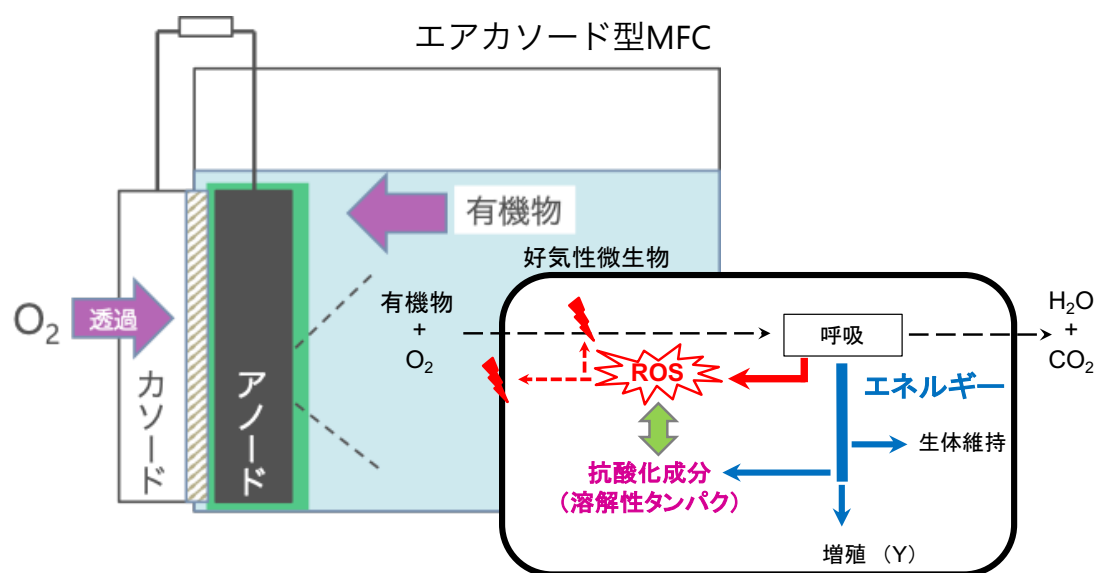 エアカソード型MFC
有機物
好気性微生物
O₂
透過
カソード
アノード
有機物
+
O₂
呼吸
H₂O
+
CO₂
ROS
エネルギー
生体維持
抗酸化成分
（溶解性タンパク）
増殖 （Y）